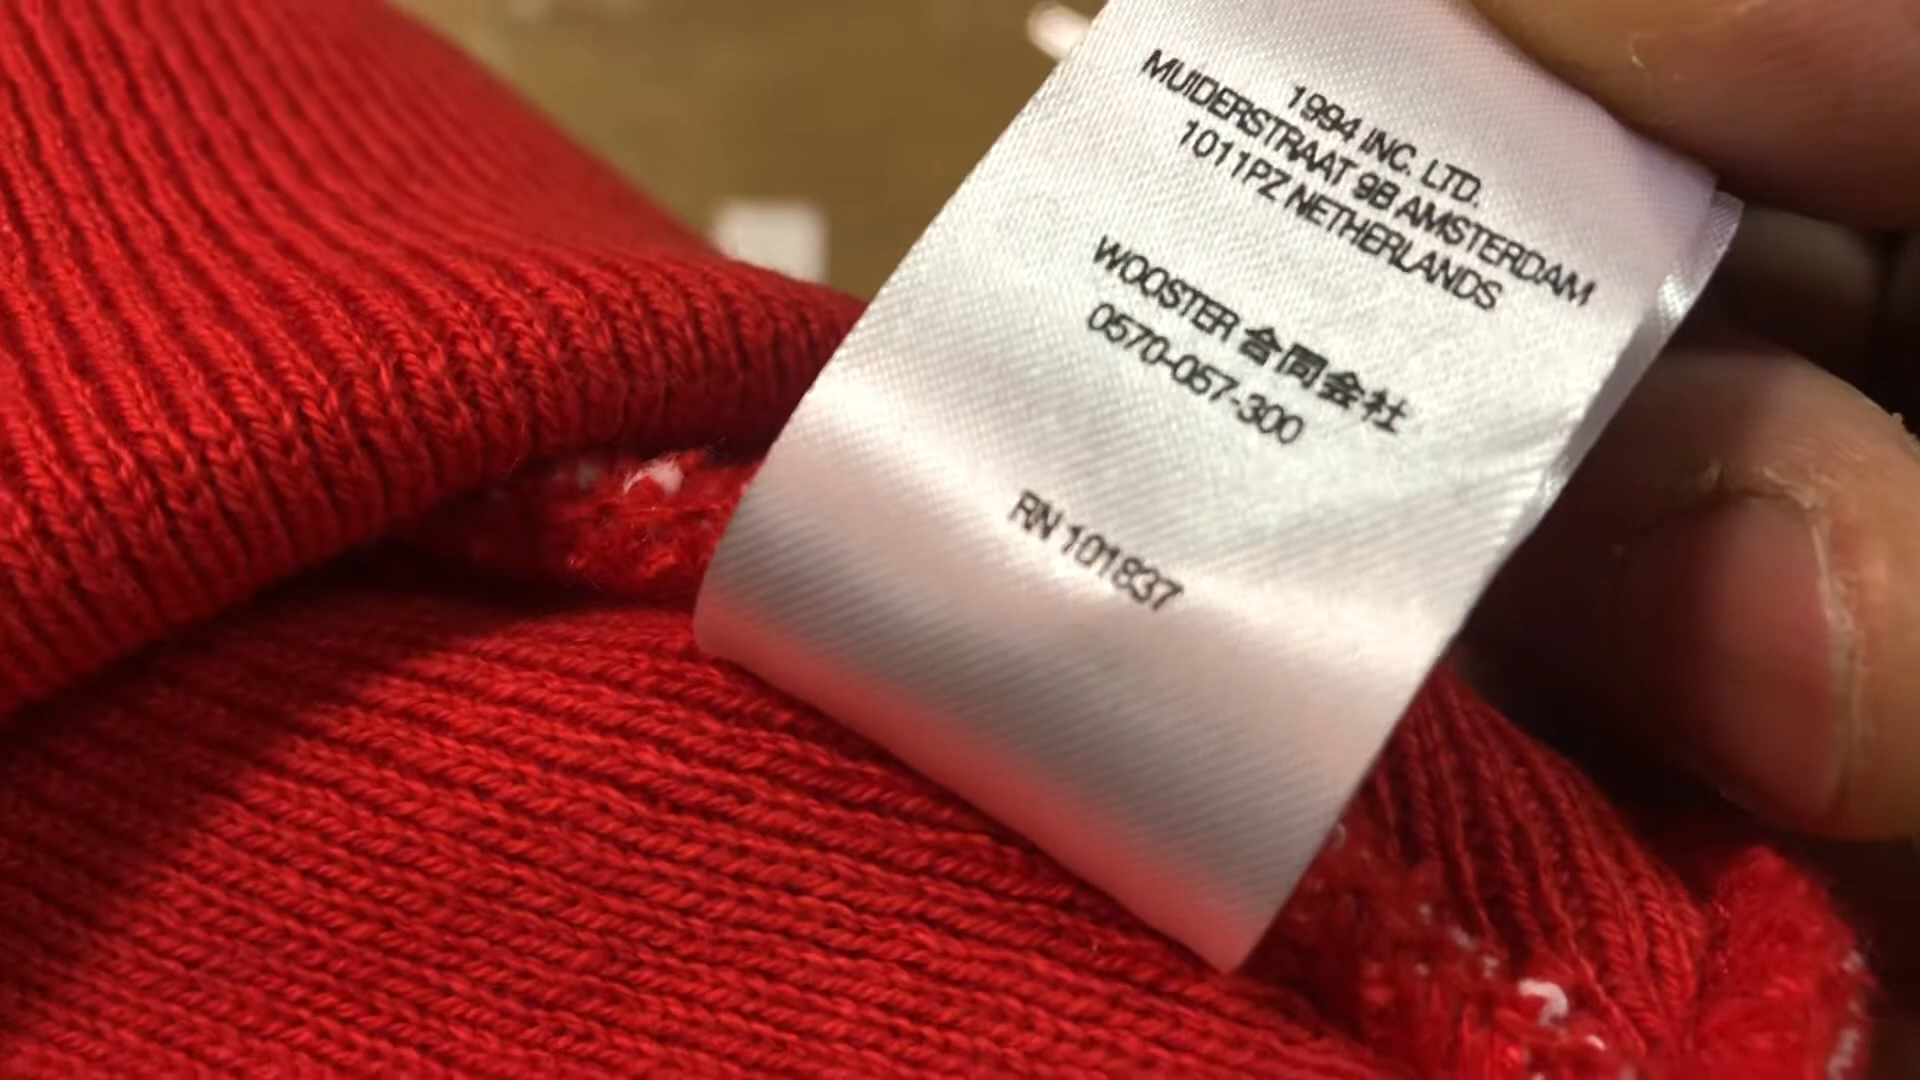 1994 INC. LTD.
MUIDERSTRAAT 9B AMSTERDAM
1011PZ NETHERLANDS
WOOSTER 合同会社
0570-057-300
RN 101837